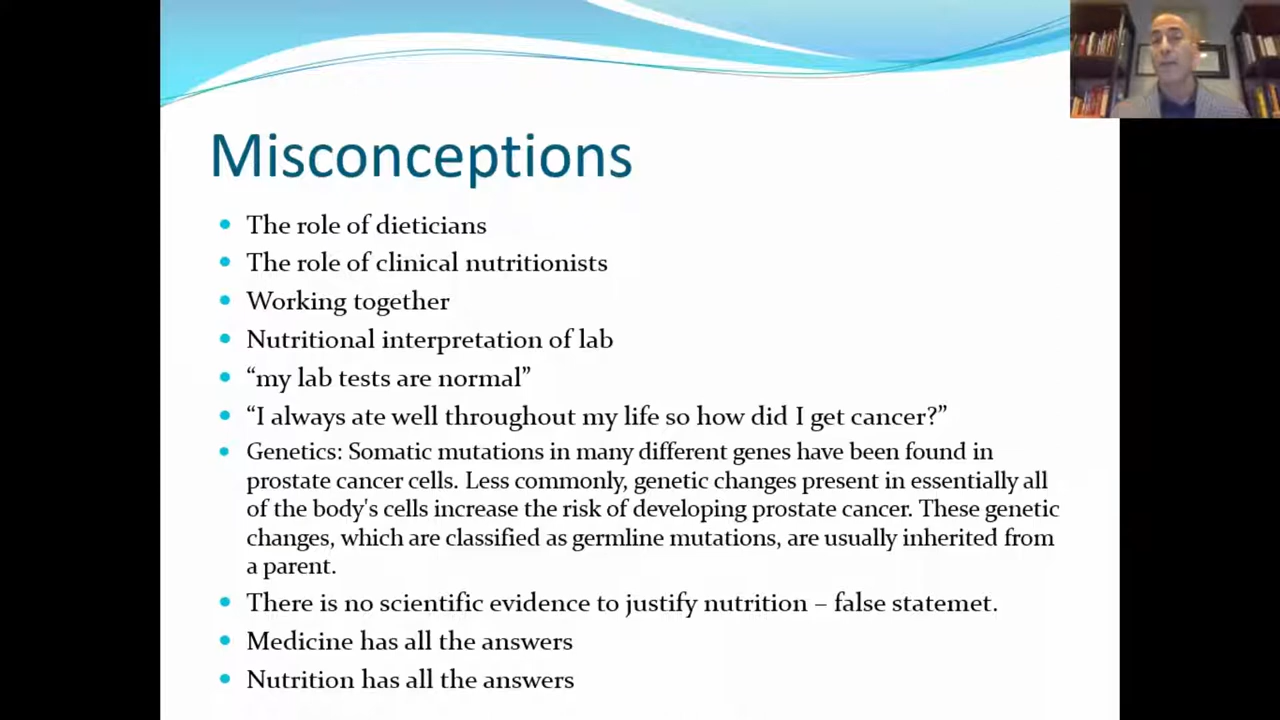 Misconceptions
• The role of dieticians
• The role of clinical nutritionists
• Working together
• Nutritional interpretation of lab
• “my lab tests are normal”
• “I always ate well throughout my life so how did I get cancer?”
• Genetics: Somatic mutations in many different genes have been found in
prostate cancer cells. Less commonly, genetic changes present in essentially all
of the body's cells increase the risk of developing prostate cancer. These genetic
changes, which are classified as germline mutations, are usually inherited from
a parent.
• There is no scientific evidence to justify nutrition – false statemet.
• Medicine has all the answers
• Nutrition has all the answers